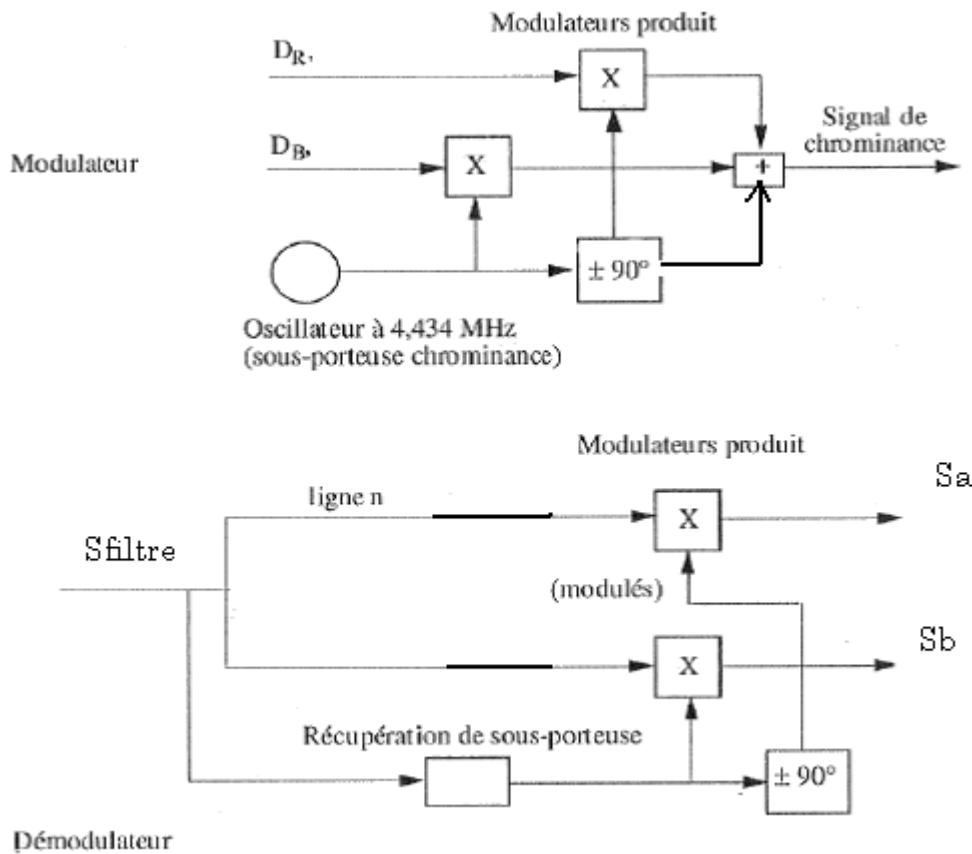 Modulateurs produit
D_R,
X
Signal de
chrominance
D_B,
Modulateur
X
+
± 90°
Oscillateur à 4,434 MHz
(sous-porteuse chrominance)
Modulateurs produit
Sa
ligne n
X
Sfiltre
(modulés)
Sb
X
Récupération de sous-porteuse
± 90°
Démodulateur